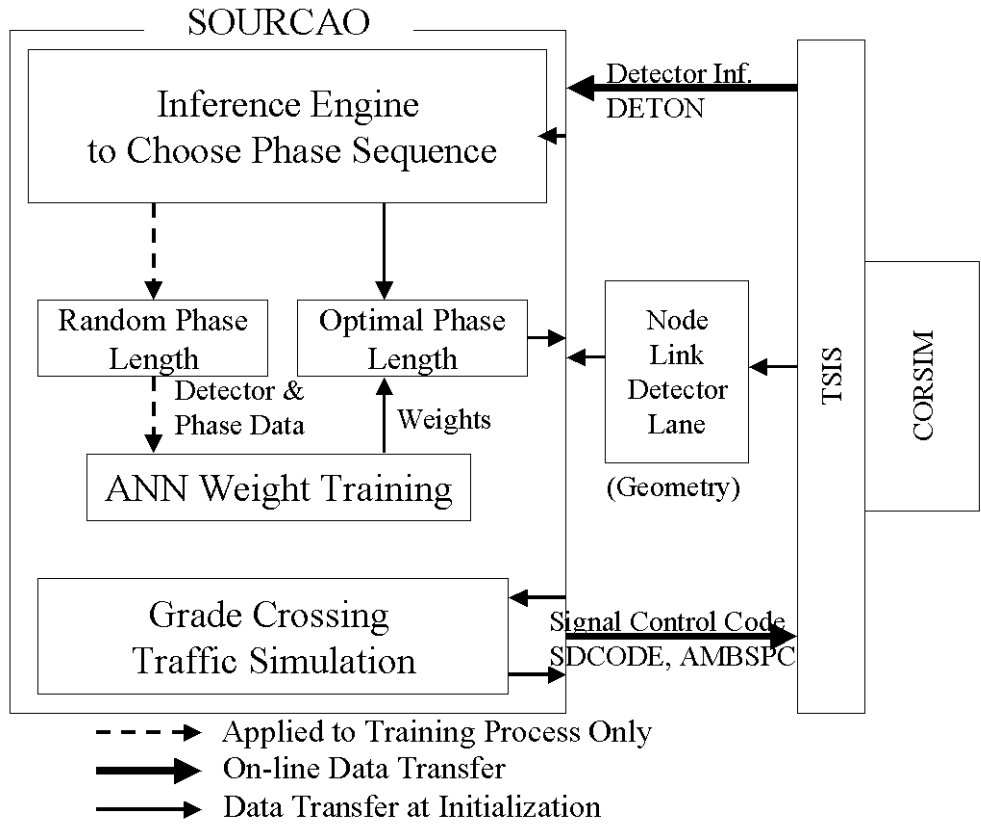 SOURCAO
Inference Engine
to Choose Phase Sequence
Detector Inf.
DETON
Random Phase
Length
Optimal Phase
Length
Node
Link
Detector
Lane
(Geometry)
TSIS
CORSIM
Detector &
Phase Data
Weights
ANN Weight Training
Grade Crossing
Traffic Simulation
Signal Control Code
SDCODE, AMBSPC
Applied to Training Process Only
On-line Data Transfer
Data Transfer at Initialization